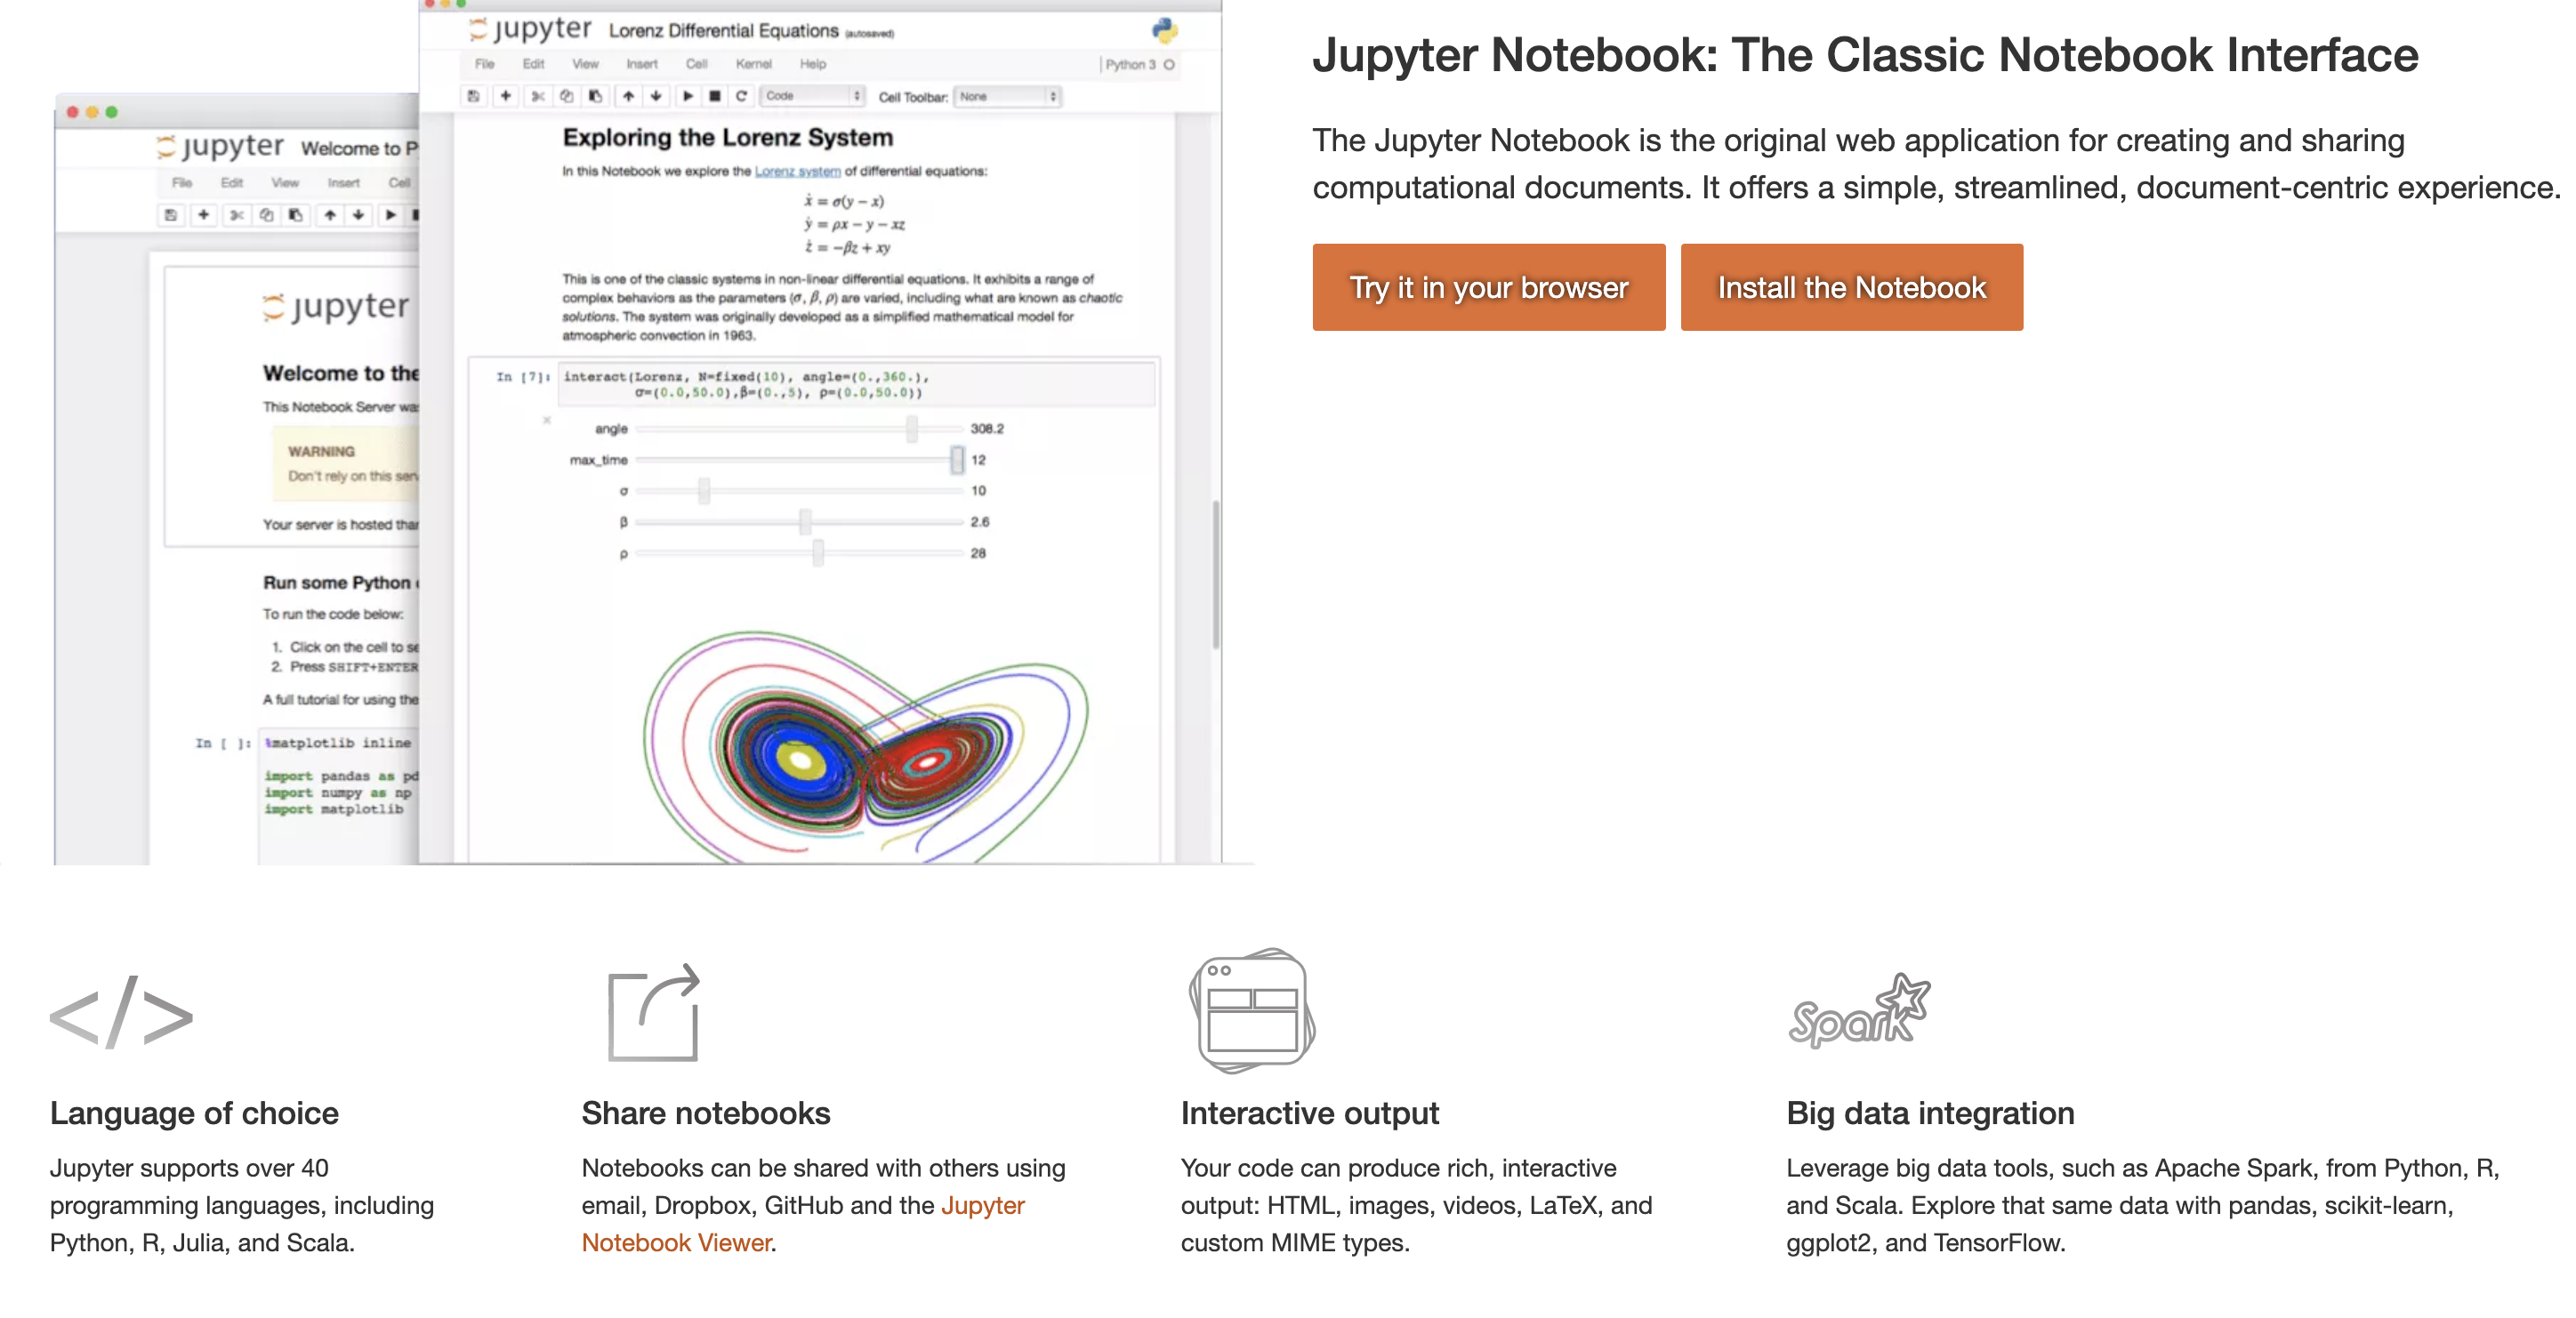 jupyter Lorenz Differential Equations (autosaved)
File Edit View Insert Cell Kernel Help
Python 3
Code
Cell Toolbar: None
Exploring the Lorenz System
In this Notebook we explore the Lorenz system of differential equations:
ẋ = σ(y − x)
ẏ = ρx − y − xz
ż = −βz + xy
This is one of the classic systems in non-linear differential equations. It exhibits a range of
complex behaviors as the parameters (σ, β, ρ) are varied, including what are known as chaotic
solutions. The system was originally developed as a simplified mathematical model for
atmospheric convection in 1963.
In [7]: interact(Lorenz, N=fixed(10), angle=(0.,360.),
σ=(0.0,50.0),β=(0.,5), ρ=(0.0,50.0))
angle 308.2
max_time 12
σ 10
β 2.6
ρ 28
jupyter Welcome to P
File Edit View Insert Cell
jupyter
Welcome to the
This Notebook Server was
WARNING
Don't rely on this
Your server is hosted
Run some Python
To run the code below:
1. Click on the cell to
2. Press SHIFT+ENTER
A full tutorial for using the
In [ ]: %matplotlib inline
import pandas as pd
import numpy as np
import matplotlib
Jupyter Notebook: The Classic Notebook Interface
The Jupyter Notebook is the original web application for creating and sharing
computational documents. It offers a simple, streamlined, document-centric experience.
Try it in your browser
Install the Notebook
</>
Language of choice
Jupyter supports over 40
programming languages, including
Python, R, Julia, and Scala.
Share notebooks
Notebooks can be shared with others using
email, Dropbox, GitHub and the Jupyter
Notebook Viewer.
Interactive output
Your code can produce rich, interactive
output: HTML, images, videos, LaTeX, and
custom MIME types.
Spark
Big data integration
Leverage big data tools, such as Apache Spark, from Python, R,
and Scala. Explore that same data with pandas, scikit-learn,
ggplot2, and TensorFlow.